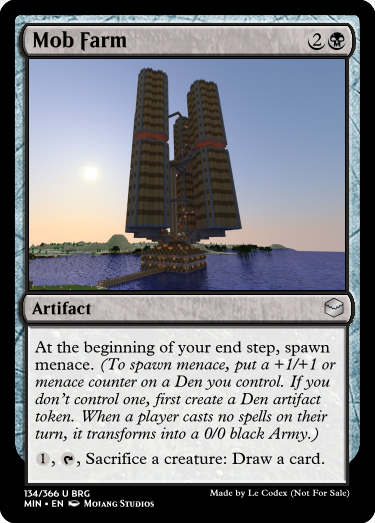 Mob Farm 2
Artifact
At the beginning of your end step, spawn
menace. (To spawn menace, put a +1/+1 or
menace counter on a Den you control. If you
don't control one, first create a Den artifact
token. When a player casts no spells on their
turn, it transforms into a 0/0 black Army.)
1, , Sacrifice a creature: Draw a card.
134/366 U BRG
MIN • EN Mojang Studios
Made by Le Codex (Not For Sale)